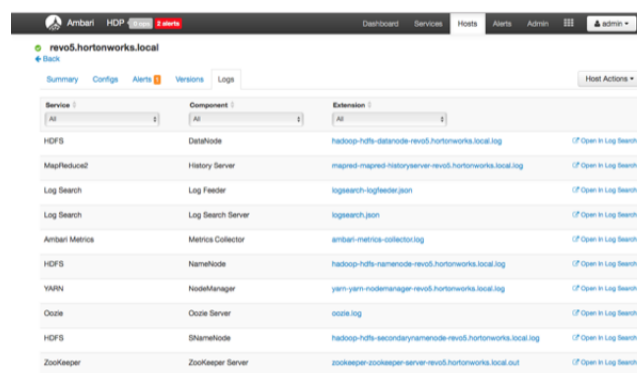 Ambari HDP 0 ops 2 alerts Dashboard Services Hosts Alerts Admin admin
revo5.hortonworks.local
Back
Summary Configs Alerts 1 Versions Logs Host Actions
Service Component Extension
All All All
HDFS DataNode hadoop-hdfs-datanode-revo5.hortonworks.local.log Open In Log Search
MapReduce2 History Server mapred-mapred-historyserver-revo5.hortonworks.local.log Open In Log Search
Log Search Log Feeder logsearch-logfeeder.json Open In Log Search
Log Search Log Search Server logsearch.json Open In Log Search
Ambari Metrics Metrics Collector ambari-metrics-collector.log Open In Log Search
HDFS NameNode hadoop-hdfs-namenode-revo5.hortonworks.local.log Open In Log Search
YARN NodeManager yarn-yarn-nodemanager-revo5.hortonworks.local.log Open In Log Search
Oozie Oozie Server oozie.log Open In Log Search
HDFS SNameNode hadoop-hdfs-secondarynamenode-revo5.hortonworks.local.log Open In Log Search
ZooKeeper ZooKeeper Server zookeeper-zookeeper-server-revo5.hortonworks.local.out Open In Log Search